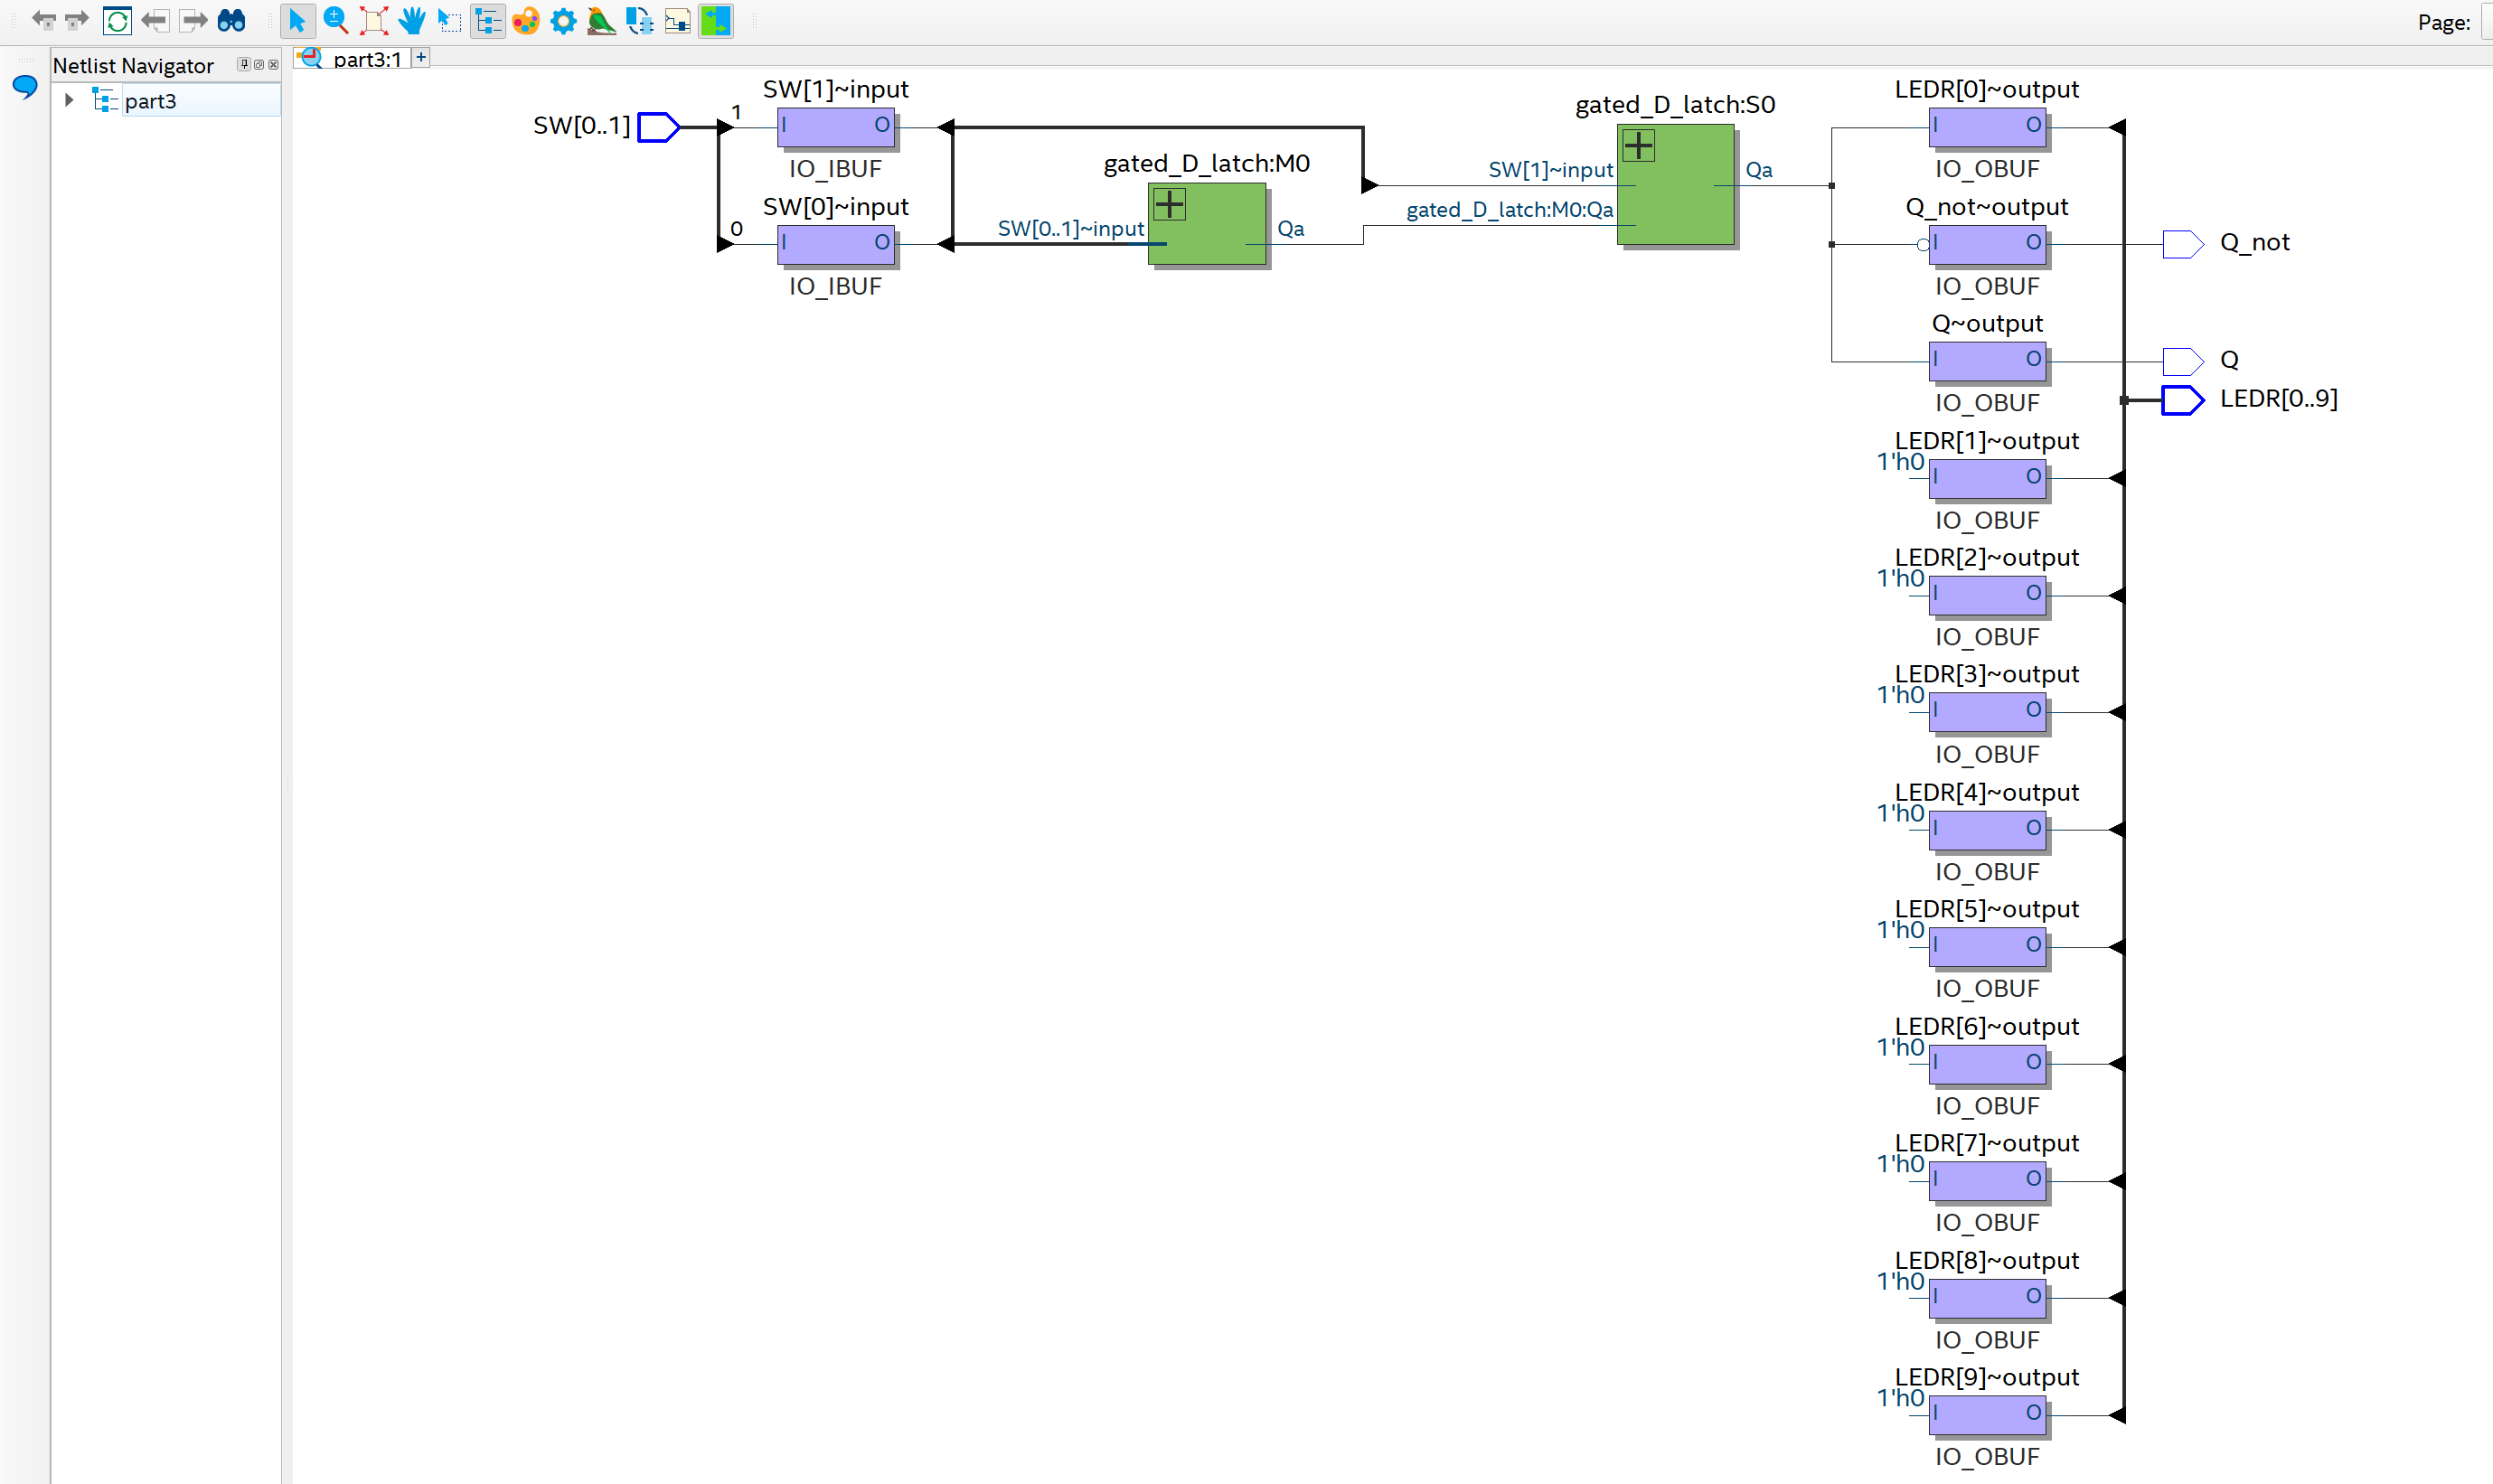 Page:
Netlist Navigator
part3
part3:1
+
SW[0..1]
1
0
SW[1]~input
I O
IO_IBUF
SW[0]~input
I O
IO_IBUF
gated_D_latch:M0
SW[0..1]~input
Qa
gated_D_latch:S0
SW[1]~input
gated_D_latch:M0:Qa
Qa
LEDR[0]~output
I O
IO_OBUF
Q_not~output
I O
IO_OBUF
Q_not
Q~output
I O
IO_OBUF
Q
LEDR[0..9]
LEDR[1]~output
1'h0
I O
IO_OBUF
LEDR[2]~output
1'h0
I O
IO_OBUF
LEDR[3]~output
1'h0
I O
IO_OBUF
LEDR[4]~output
1'h0
I O
IO_OBUF
LEDR[5]~output
1'h0
I O
IO_OBUF
LEDR[6]~output
1'h0
I O
IO_OBUF
LEDR[7]~output
1'h0
I O
IO_OBUF
LEDR[8]~output
1'h0
I O
IO_OBUF
LEDR[9]~output
1'h0
I O
IO_OBUF